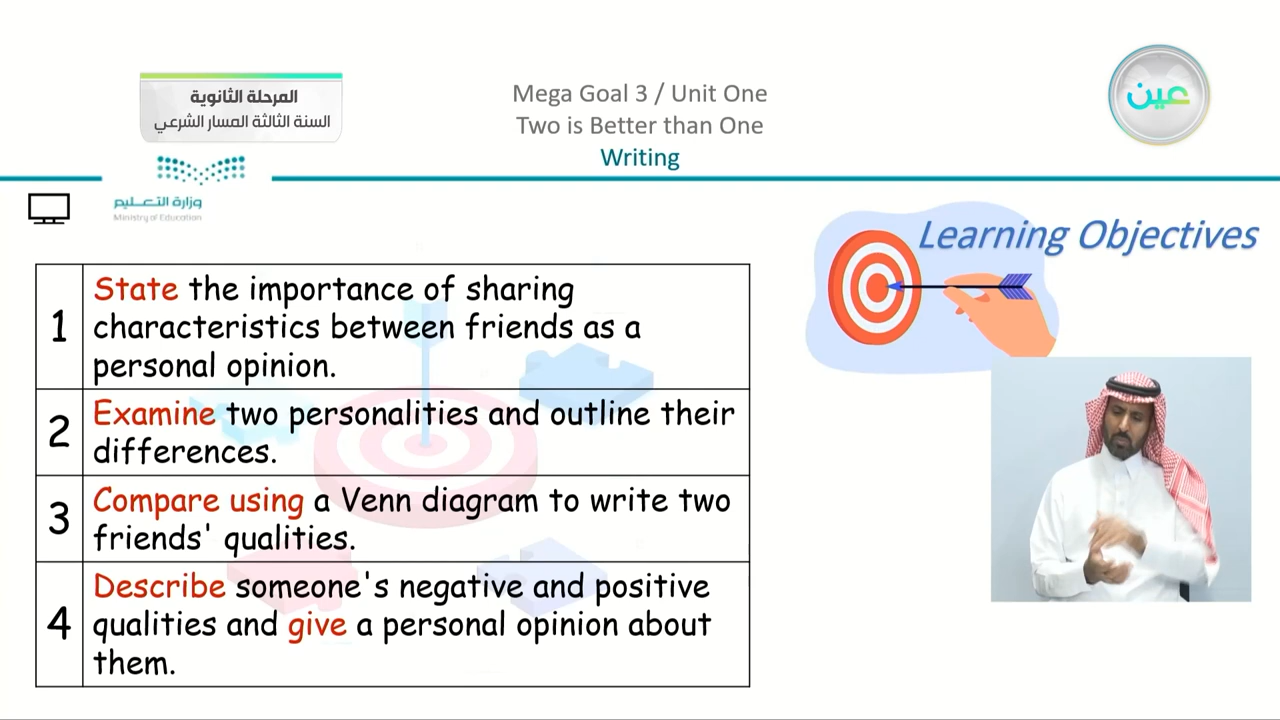 المرحلة الثانوية
السنة الثالثة المسار الشرعي
Mega Goal 3 / Unit One
Two is Better than One
Writing
عين
وزارة التعليم
Ministry of Education
Learning Objectives
1
State the importance of sharing
characteristics between friends as a
personal opinion.
2
Examine two personalities and outline their
differences.
3
Compare using a Venn diagram to write two
friends' qualities.
4
Describe someone's negative and positive
qualities and give a personal opinion about
them.